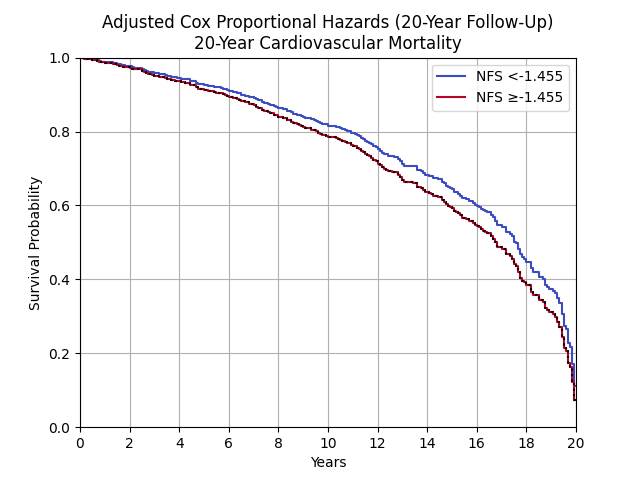 Adjusted Cox Proportional Hazards (20-Year Follow-Up)
20-Year Cardiovascular Mortality
NFS <-1.455
NFS ≥-1.455
Survival Probability
1.0
0.8
0.6
0.4
0.2
0.0
0 2 4 6 8 10 12 14 16 18 20
Years